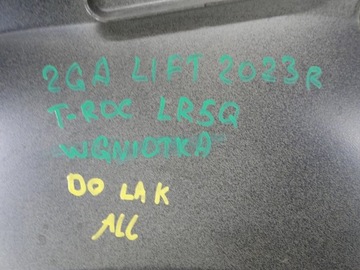 2GA LIFT 2023R
T-ROC LR5Q
WGNIOTKA
DO LAK
ALL